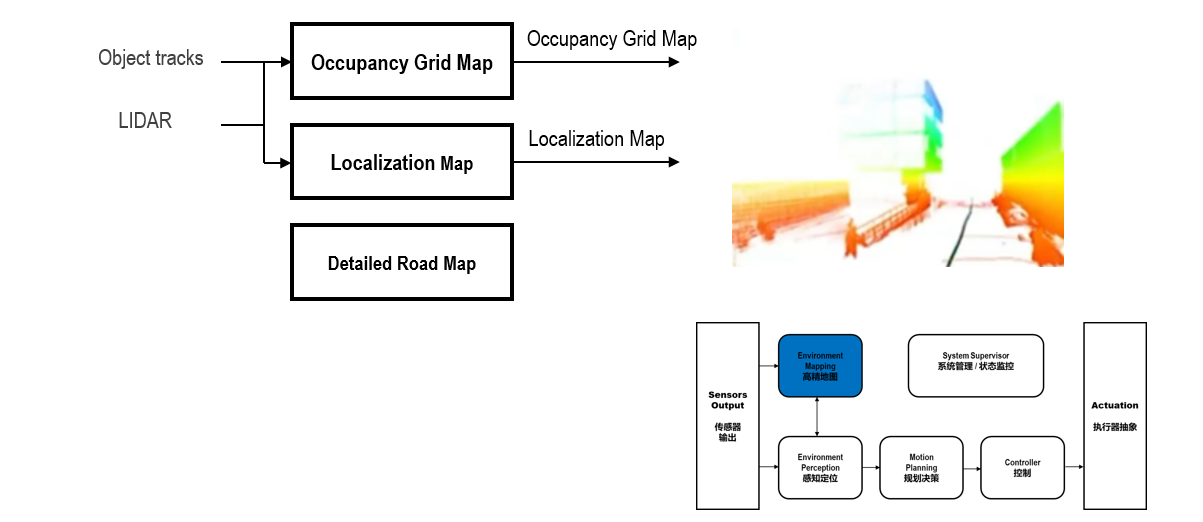 Occupancy Grid Map
Object tracks
Occupancy Grid Map
LIDAR
Localization Map
Localization Map
Detailed Road Map
Sensors
Output
传感器
输出
Environment
Mapping
高精地图
System Supervisor
系统管理 / 状态监控
Environment
Perception
感知定位
Motion
Planning
规划决策
Controller
控制
Actuation
执行器抽象